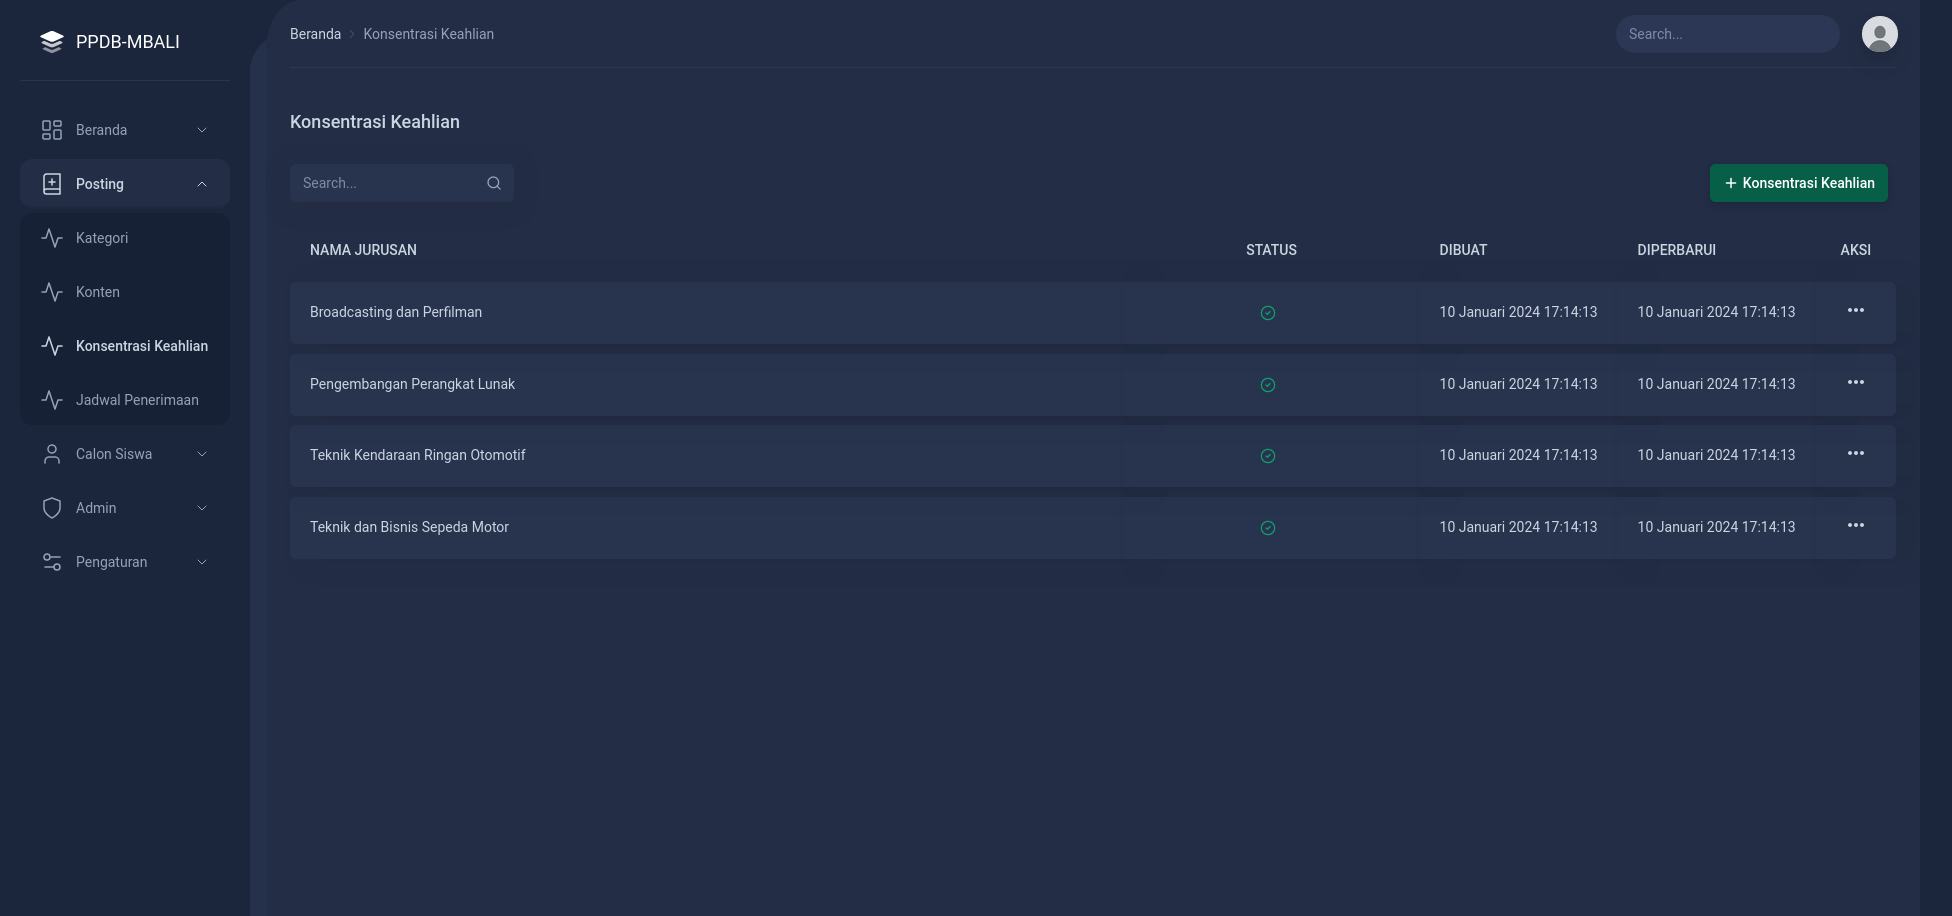 PPDB-MBALI
Beranda
Posting
Kategori
Konten
Konsentrasi Keahlian
Jadwal Penerimaan
Calon Siswa
Admin
Pengaturan
Beranda > Konsentrasi Keahlian
Search...
Konsentrasi Keahlian
Search...
+ Konsentrasi Keahlian
NAMA JURUSAN STATUS DIBUAT DIPERBARUI AKSI
Broadcasting dan Perfilman 10 Januari 2024 17:14:13 10 Januari 2024 17:14:13
Pengembangan Perangkat Lunak 10 Januari 2024 17:14:13 10 Januari 2024 17:14:13
Teknik Kendaraan Ringan Otomotif 10 Januari 2024 17:14:13 10 Januari 2024 17:14:13
Teknik dan Bisnis Sepeda Motor 10 Januari 2024 17:14:13 10 Januari 2024 17:14:13